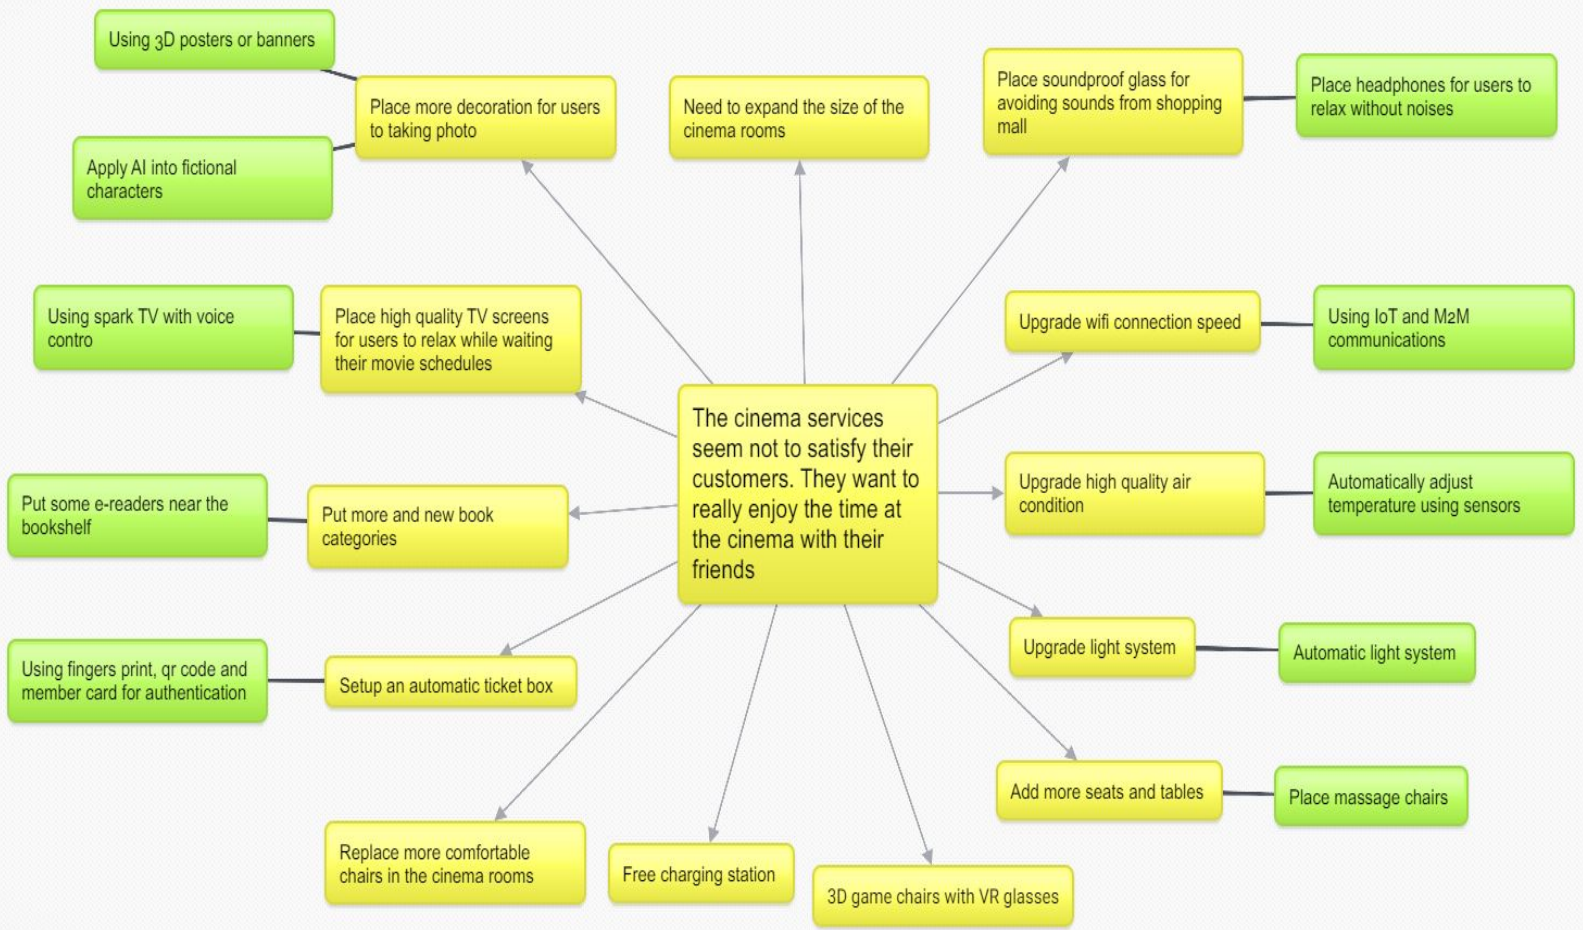 Using 3D posters or banners
Place more decoration for users
to taking photo
Need to expand the size of the
cinema rooms
Place soundproof glass for
avoiding sounds from shopping
mall
Place headphones for users to
relax without noises
Apply AI into fictional
characters
Using spark TV with voice
contro
Place high quality TV screens
for users to relax while waiting
their movie schedules
Upgrade wifi connection speed
Using IoT and M2M
communications
The cinema services
seem not to satisfy their
customers. They want to
really enjoy the time at
the cinema with their
friends
Put some e-readers near the
bookshelf
Put more and new book
categories
Upgrade high quality air
condition
Automatically adjust
temperature using sensors
Using fingers print, qr code and
member card for authentication
Setup an automatic ticket box
Upgrade light system
Automatic light system
Add more seats and tables
Place massage chairs
Replace more comfortable
chairs in the cinema rooms
Free charging station
3D game chairs with VR glasses